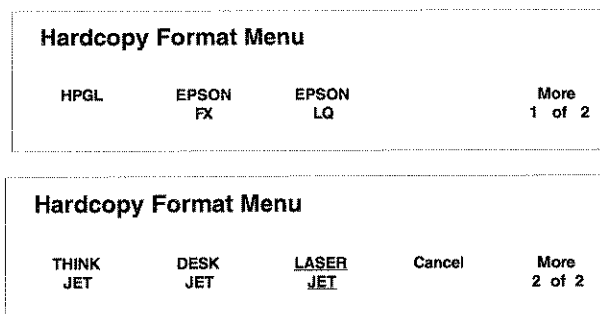 Hardcopy Format Menu
HPGL EPSON EPSON More
FX LQ 1 of 2
Hardcopy Format Menu
THINK DESK LASER Cancel More
JET JET JET 2 of 2